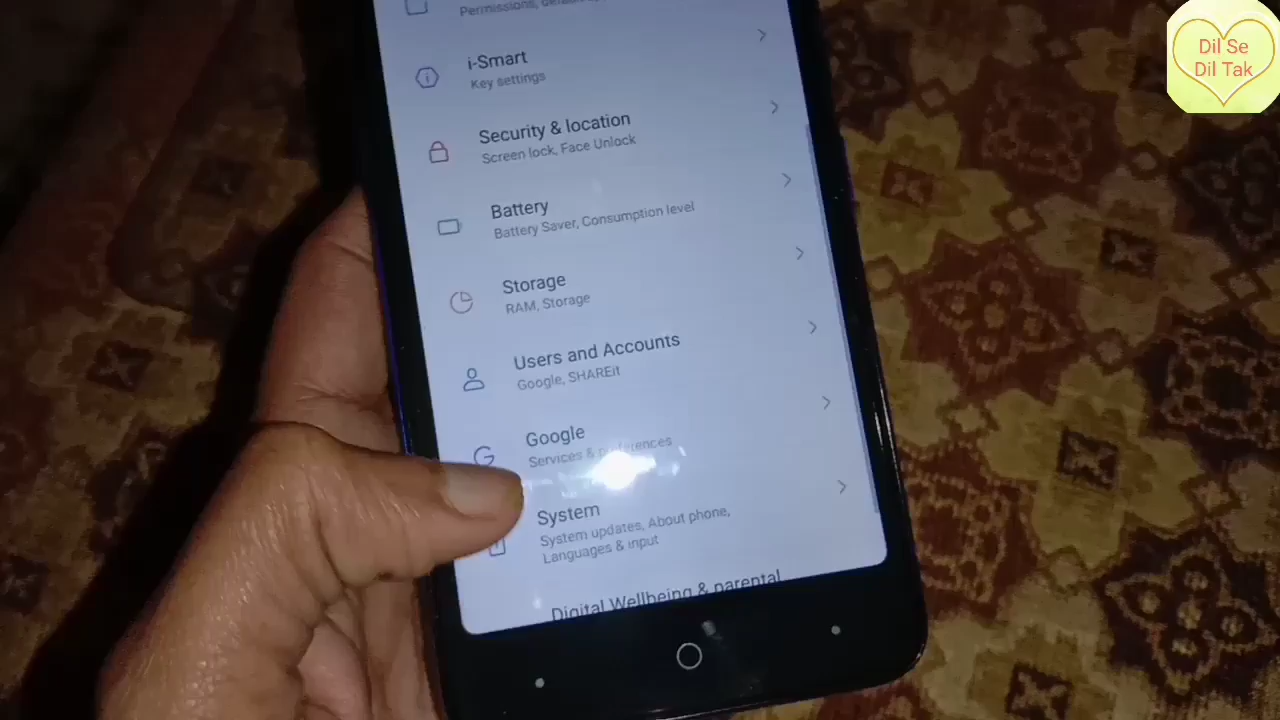 Permissions, default
Dil Se
Dil Tak
i-Smart
Key settings
Security & location
Screen lock, Face Unlock
Battery
Battery Saver, Consumption level
Storage
RAM, Storage
Users and Accounts
Google, SHAREit
Google
Services & preferences
System
System updates, About phone,
Languages & input
Digital Wellbeing & parental